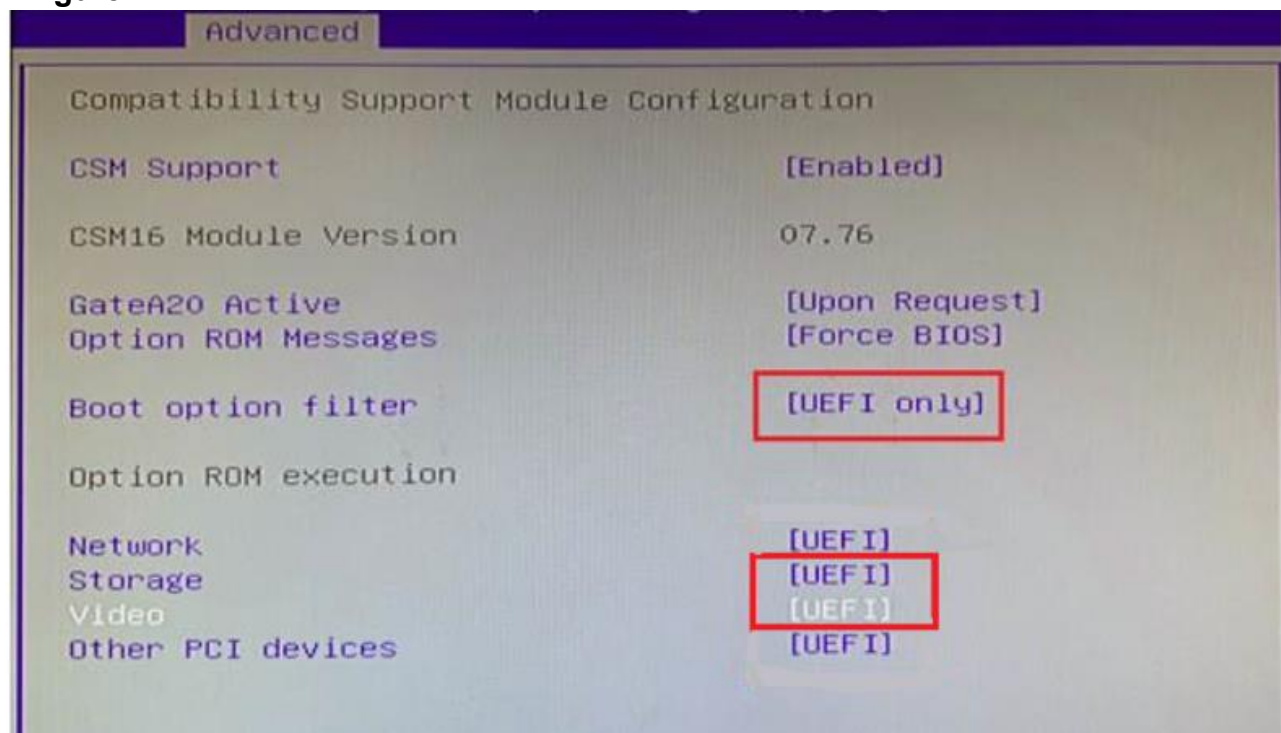 Advanced
Compatibility Support Module Configuration
CSM Support [Enabled]
CSM16 Module Version 07.76
GateA20 Active [Upon Request]
Option ROM Messages [Force BIOS]
Boot option filter [UEFI only]
Option ROM execution
Network [UEFI]
Storage [UEFI]
Video [UEFI]
Other PCI devices [UEFI]